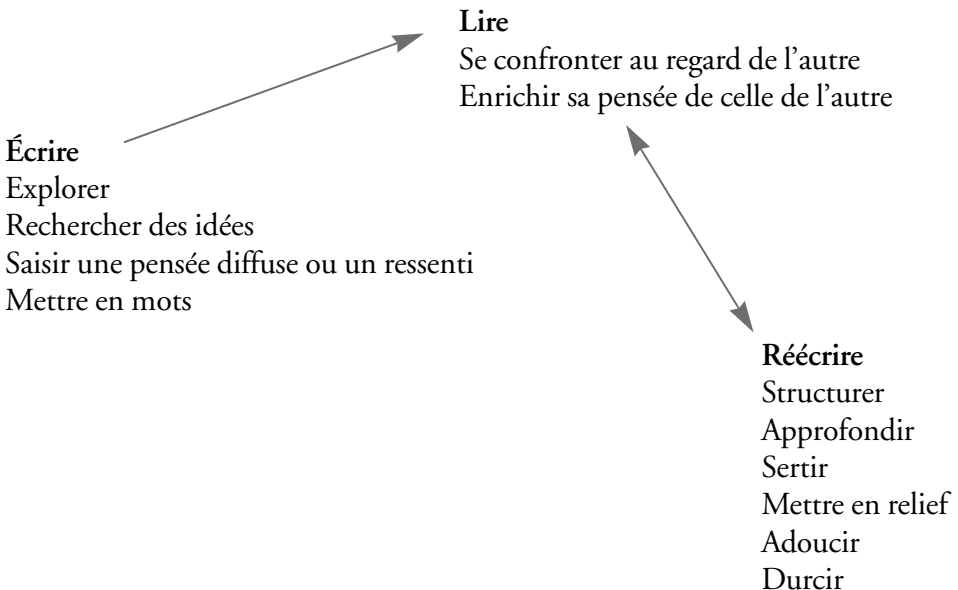 Lire
Se confronter au regard de l’autre
Enrichir sa pensée de celle de l’autre
Écrire
Explorer
Rechercher des idées
Saisir une pensée diffuse ou un ressenti
Mettre en mots
Réécrire
Structurer
Approfondir
Sertir
Mettre en relief
Adoucir
Durcir